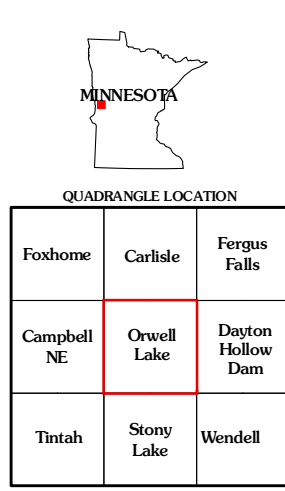 MINNESOTA
QUADRANGLE LOCATION
Foxhome
Carlisle
Fergus
Falls
Campbell
NE
Orwell
Lake
Dayton
Hollow
Dam
Tintah
Stony
Lake
Wendell